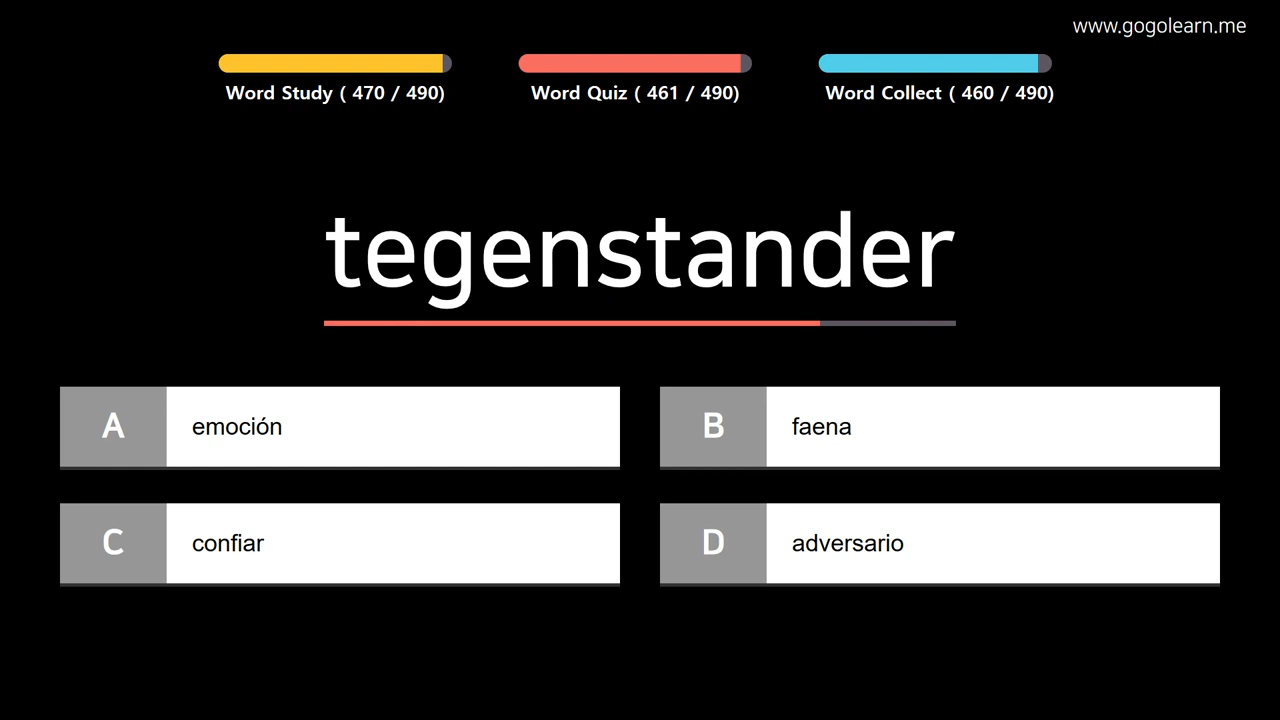 www.gogolearn.me
Word Study ( 470 / 490)
Word Quiz ( 461 / 490)
Word Collect ( 460 / 490)
tegenstander
A
emoción
B
faena
C
confiar
D
adversario